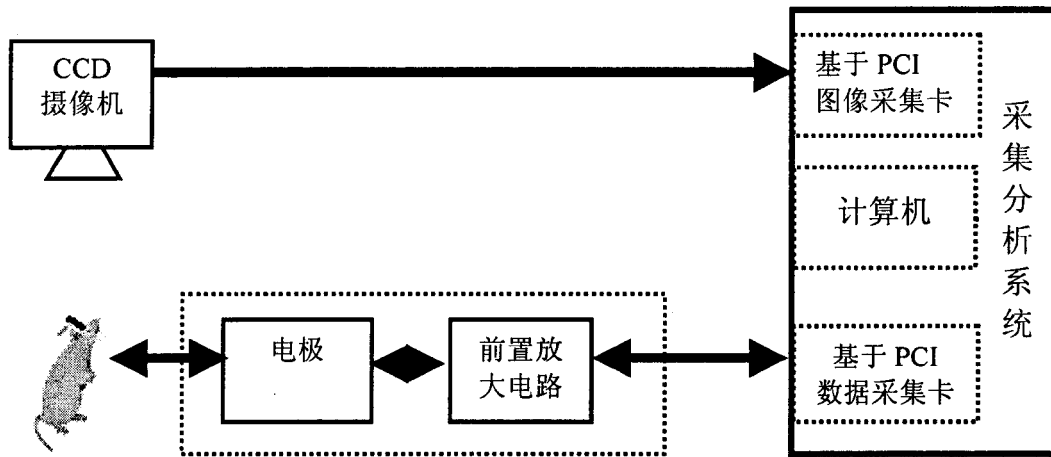 CCD
摄像机
基于 PCI
图像采集卡
计算机
采集分析系统
电极
前置放
大电路
基于 PCI
数据采集卡